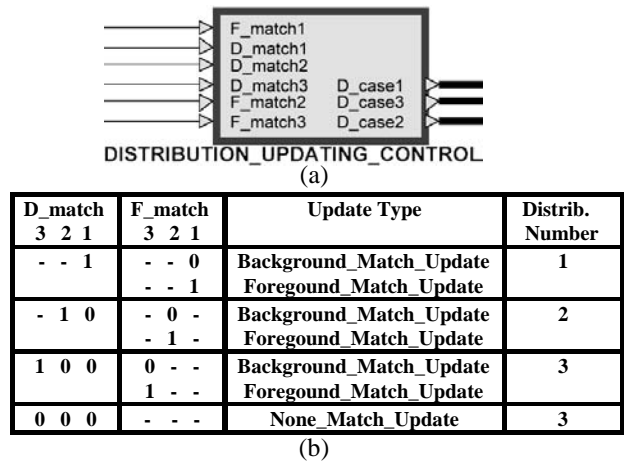 F_match1
D_match1
D_match2
D_match3 D_case1
F_match2 D_case3
F_match3 D_case2
DISTRIBUTION_UPDATING_CONTROL
(a)
D_match F_match Update Type Distrib.
3 2 1 3 2 1 Number
- - 1 - - 0 Background_Match_Update 1
- - 1 Foregound_Match_Update
- 1 0 - 0 - Background_Match_Update 2
- 1 - Foregound_Match_Update
1 0 0 0 - - Background_Match_Update 3
1 - - Foregound_Match_Update
0 0 0 - - - None_Match_Update 3
(b)